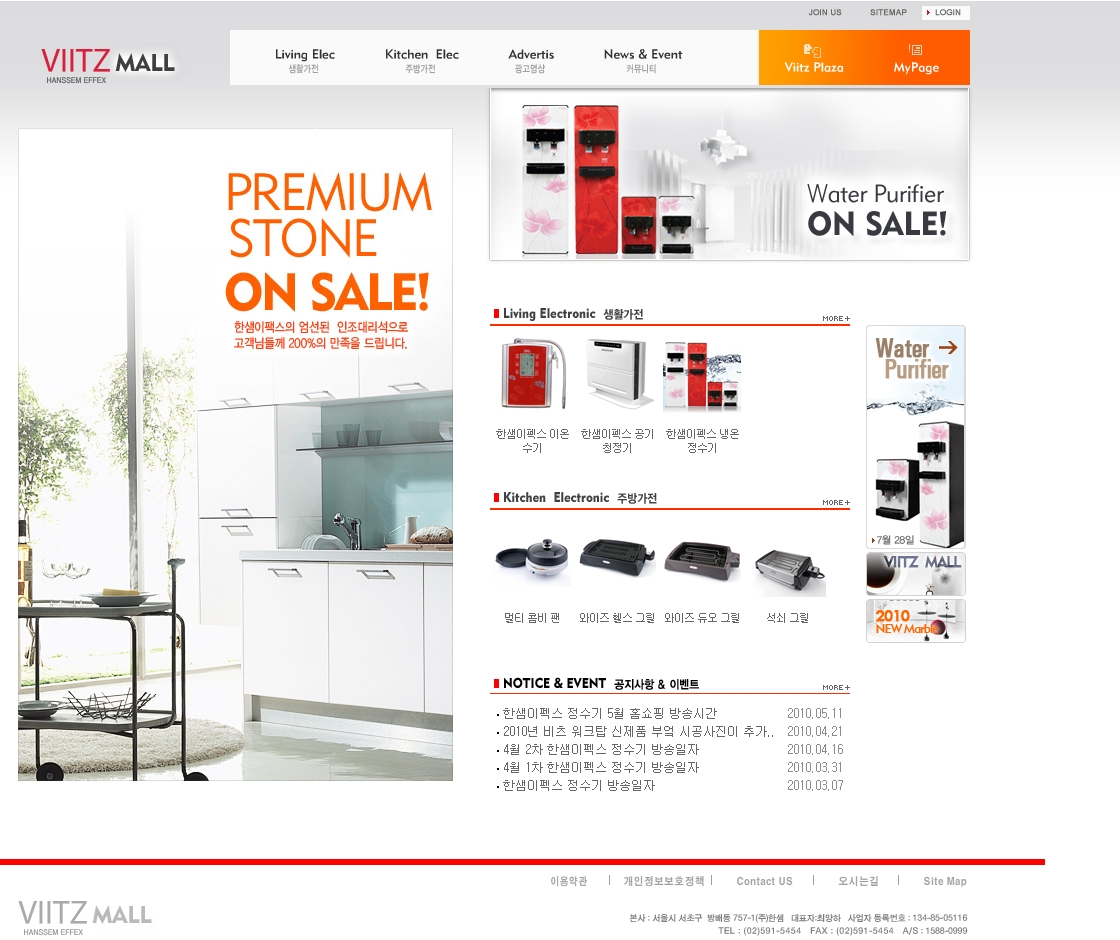 JOIN US
SITEMAP
LOGIN
VIITZ MALL
HANSSEM EFFEX
Living Elec
생활가전
Kitchen Elec
주방가전
Advertis
광고영상
News & Event
커뮤니티
Viitz Plaza
MyPage
PREMIUM
STONE
ON SALE!
한샘이펙스의 엄선된 인조대리석으로
고객님들께 200%의 만족을 드립니다.
Water Purifier
ON SALE!
Living Electronic 생활가전
MORE +
한샘이펙스 이온
수기
한샘이펙스 공기
청정기
한샘이펙스 냉온
정수기
Kitchen Electronic 주방가전
MORE +
멀티 콤비 팬
와이즈 헬스 그릴
와이즈 듀오 그릴
석쇠 그릴
NOTICE & EVENT 공지사항 & 이벤트
MORE +
한샘이펙스 정수기 5월 홈쇼핑 방송시간 2010.05.11
2010년 비츠 워크탑 신제품 부엌 시공사진이 추가.. 2010.04.21
4월 2차 한샘이펙스 정수기 방송일자 2010.04.16
4월 1차 한샘이펙스 정수기 방송일자 2010.03.31
한샘이펙스 정수기 방송일자 2010.03.07
Water
Purifier
7월 28일
VIITZ MALL
2010
NEW Marble
이용약관
개인정보보호정책
Contact US
오시는길
Site Map
VIITZ MALL
HANSSEM EFFEX
본사 : 서울시 서초구 방배동 757-1(주)한샘 대표자:최양하 사업자 등록번호 : 134-85-05116
TEL : (02)591-5454 FAX : (02)591-5454 A/S : 1588-0999